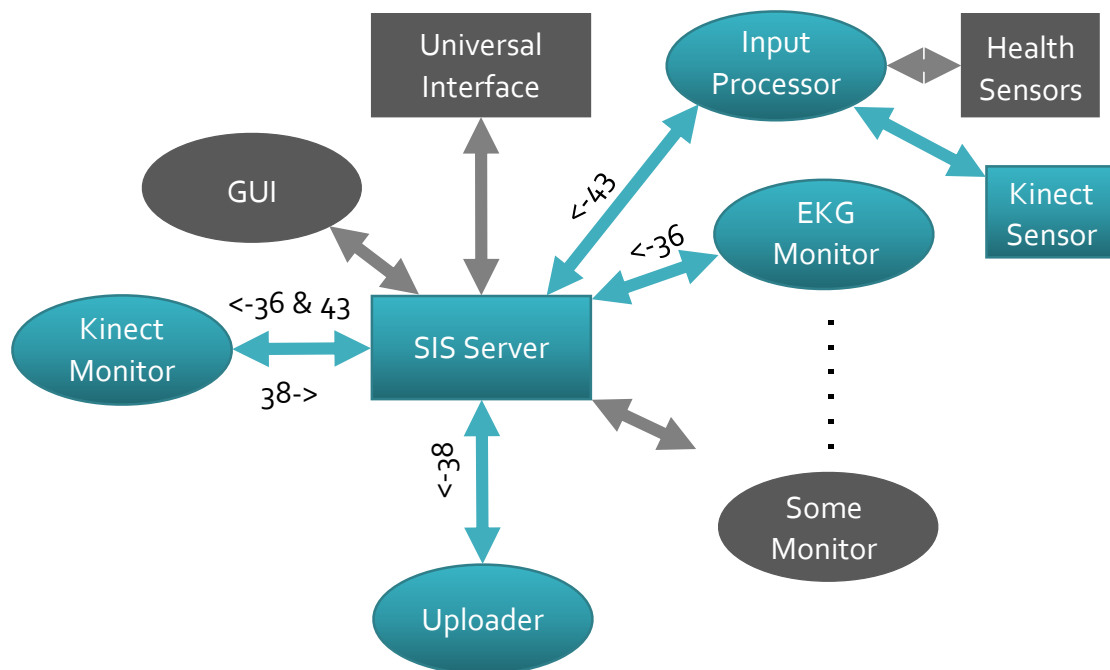 Universal
Interface
Input
Processor
Health
Sensors
GUI
<-43
EKG
Monitor
Kinect
Sensor
<-36
<-36 & 43
Kinect
Monitor
SIS Server
38->
<-38
Some
Monitor
Uploader